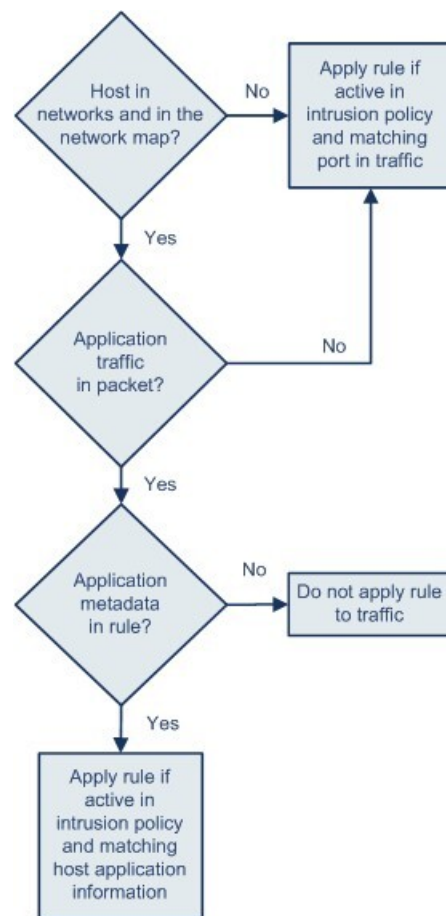 Host in
networks and in the
network map?
No
Apply rule if
active in
intrusion policy
and matching
port in traffic
Yes
Application
traffic
in packet?
No
Yes
Application
metadata
in rule?
No
Do not apply rule
to traffic
Yes
Apply rule if
active in
intrusion policy
and matching
host application
information